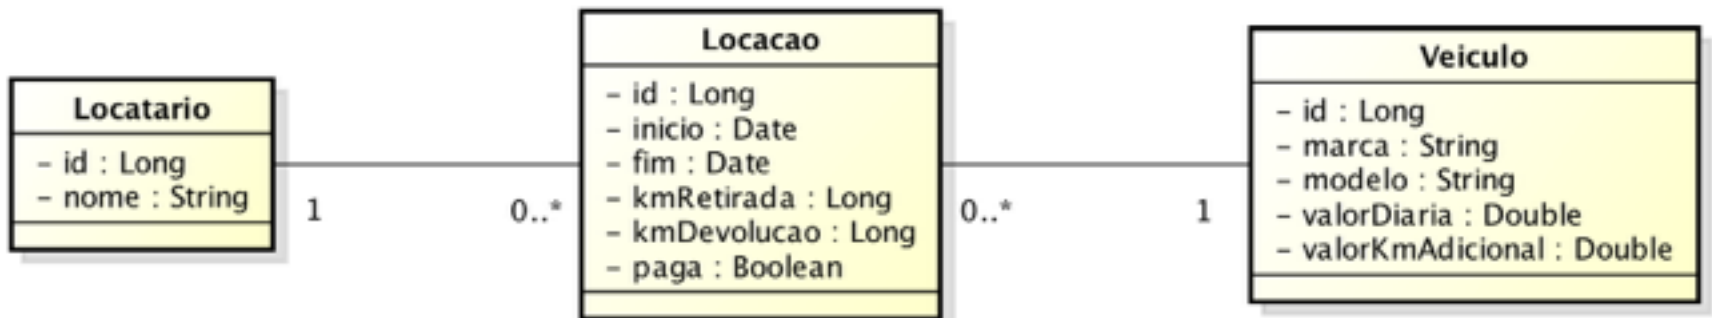 Locatario
- id : Long
- nome : String
1
0..*
Locacao
- id : Long
- inicio : Date
- fim : Date
- kmRetirada : Long
- kmDevolucao : Long
- paga : Boolean
0..*
1
Veiculo
- id : Long
- marca : String
- modelo : String
- valorDiaria : Double
- valorKmAdicional : Double